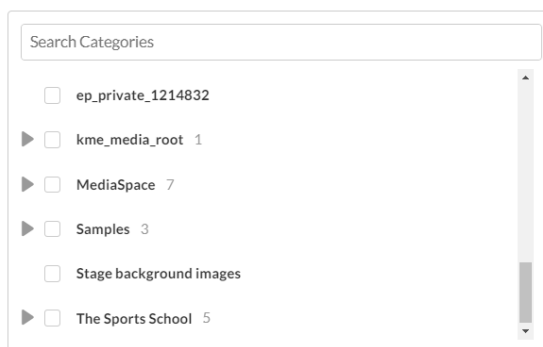 Search Categories
ep_private_1214832
kme_media_root 1
MediaSpace 7
Samples 3
Stage background images
The Sports School 5